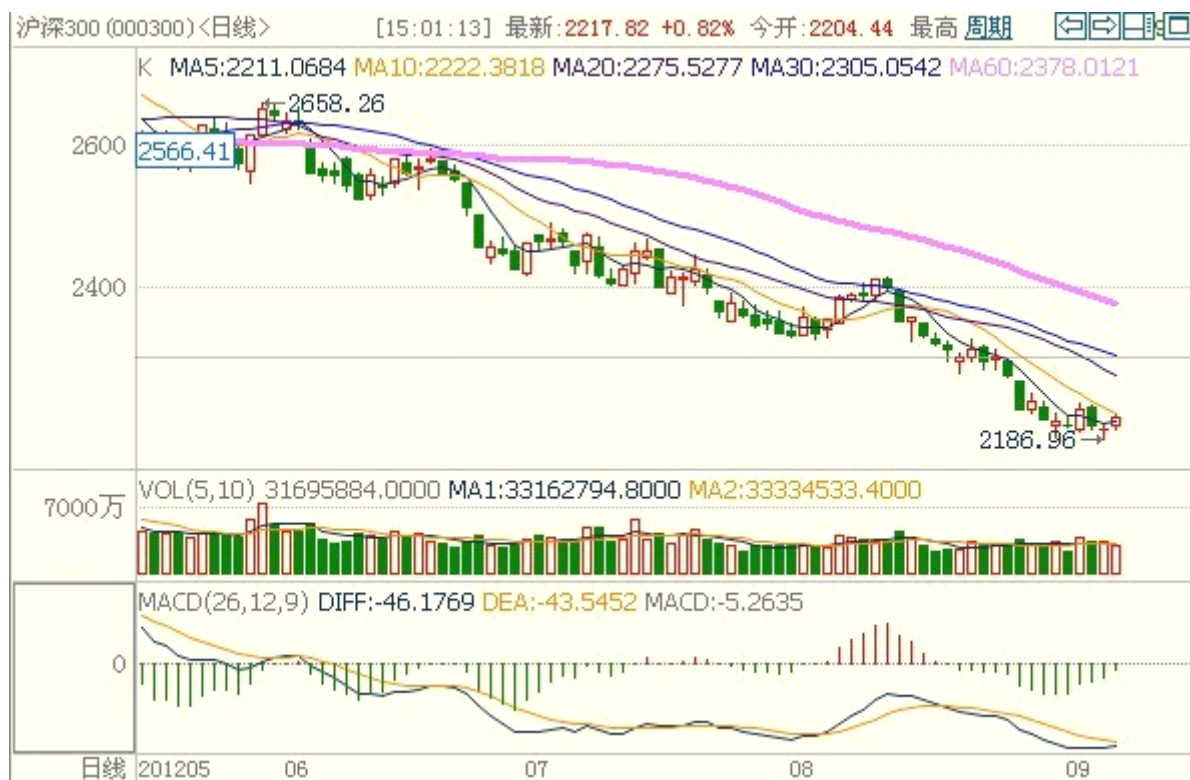 沪深300 (000300)<日线> [15:01:13] 最新:2217.82 +0.82% 今开:2204.44 最高 周期
K MA5:2211.0684 MA10:2222.3818 MA20:2275.5277 MA30:2305.0542 MA60:2378.0121
2658.26
2600
2566.41
2400
2186.96
VOL(5,10) 31695884.0000 MA1:33162794.8000 MA2:33334533.4000
7000万
MACD(26,12,9) DIFF:-46.1769 DEA:-43.5452 MACD:-5.2635
0
日线 201205 06 07 08 09